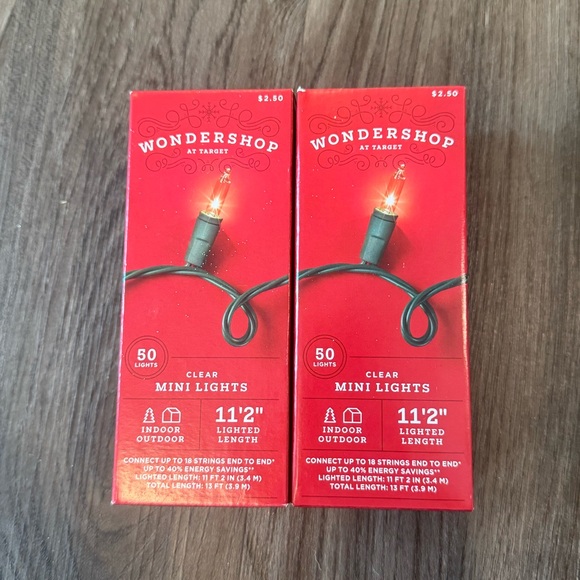 $2.50
WONDERSHOP
AT TARGET
50
LIGHTS
CLEAR
MINI LIGHTS
INDOOR
OUTDOOR
11'2"
LIGHTED
LENGTH
CONNECT UP TO 18 STRINGS END TO END*
UP TO 40% ENERGY SAVINGS**
LIGHTED LENGTH: 11 FT 2 IN (3.4 M)
TOTAL LENGTH: 13 FT (3.9 M)
$2.50
WONDERSHOP
AT TARGET
50
LIGHTS
CLEAR
MINI LIGHTS
INDOOR
OUTDOOR
11'2"
LIGHTED
LENGTH
CONNECT UP TO 18 STRINGS END TO END*
UP TO 40% ENERGY SAVINGS**
LIGHTED LENGTH: 11 FT 2 IN (3.4 M)
TOTAL LENGTH: 13 FT (3.9 M)